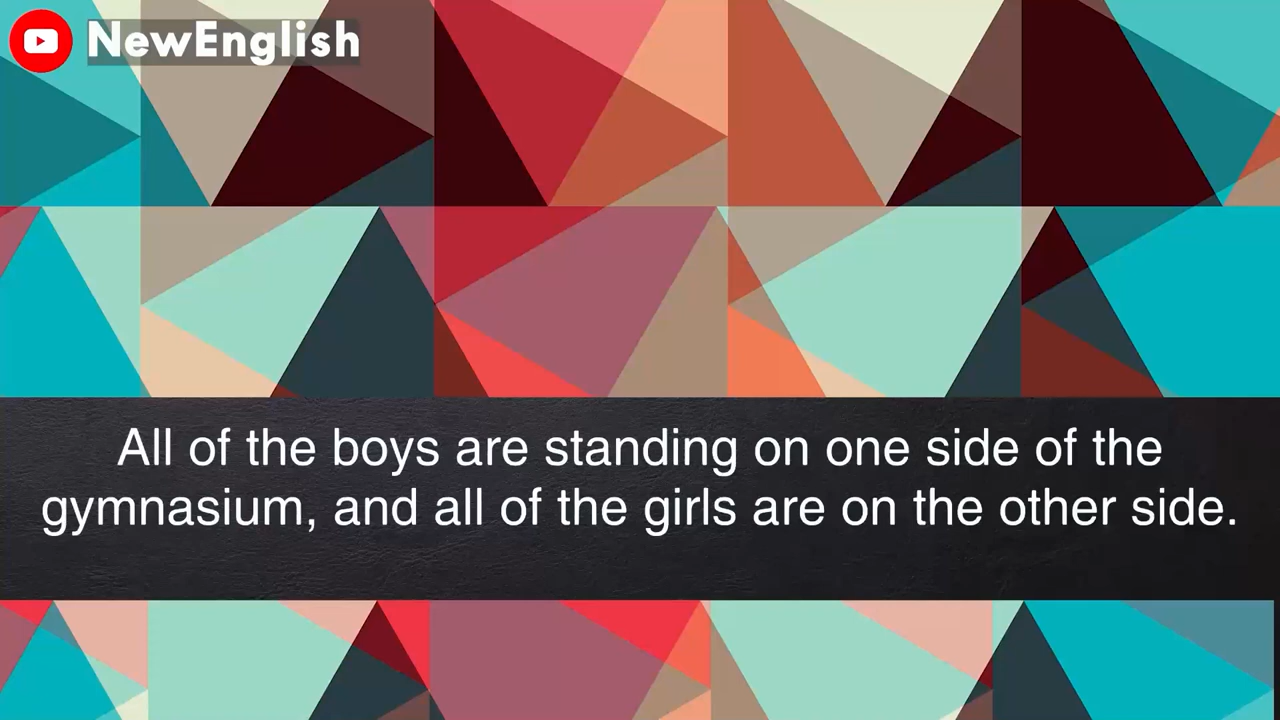 NewEnglish
All of the boys are standing on one side of the
gymnasium, and all of the girls are on the other side.